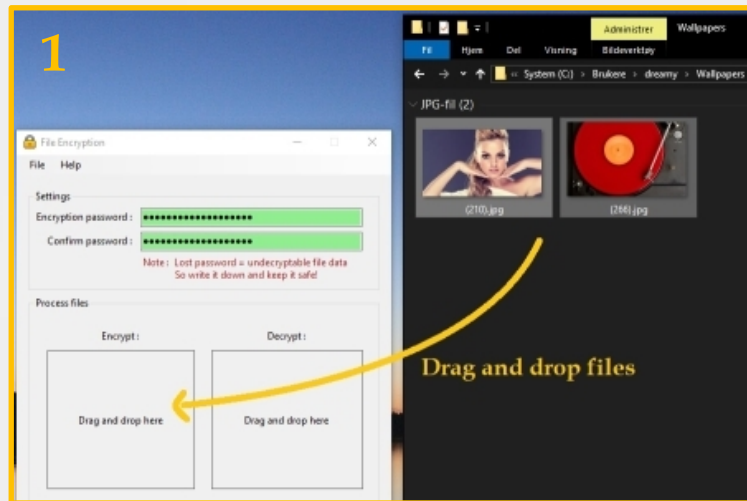 1
File Encryption
File Help
Settings
Encryption password :
Confirm password :
Note : Lost password = undecryptable file data
So write it down and keep it safe!
Process files
Encrypt :
Decrypt :
Drag and drop here
Drag and drop here
Administrer Wallpapers
Fil Hjem Del Visning Bildeverktøy
« System (C:) › Brukere › dreamy › Wallpapers
JPG-fil (2)
(210).jpg
(266).jpg
Drag and drop files